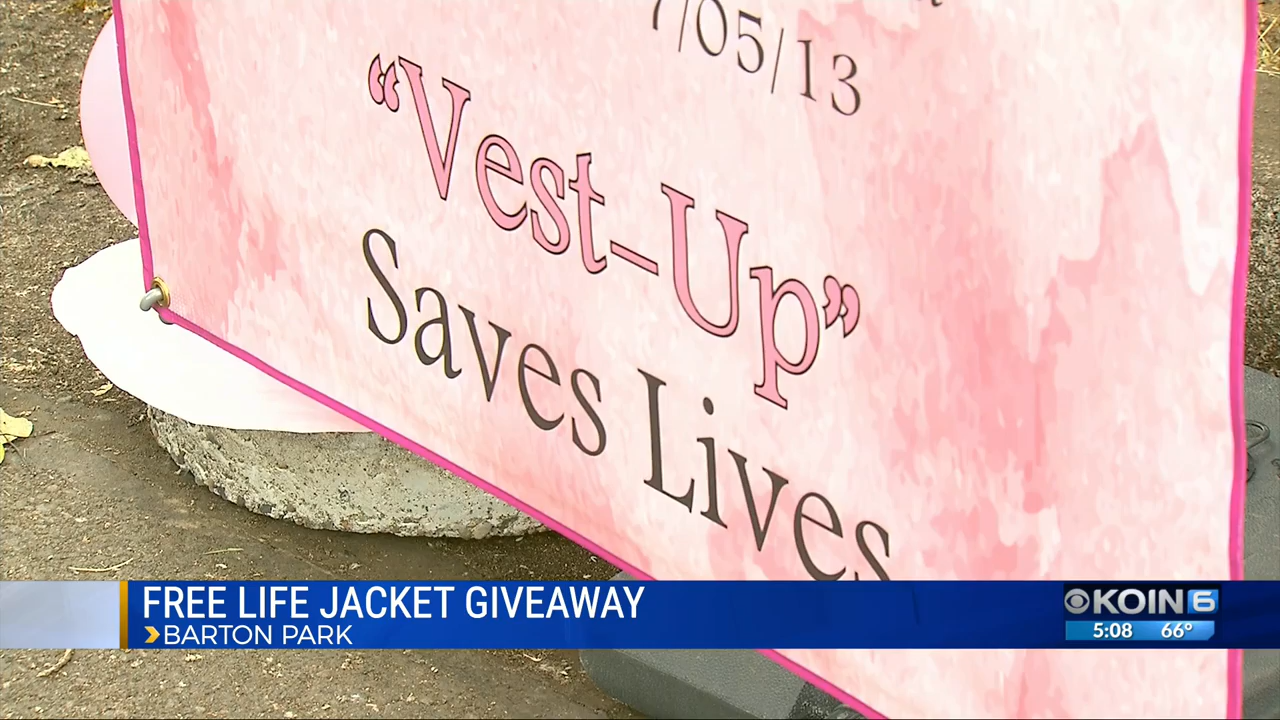 7/05/13
“Vest-Up”
Saves Lives
FREE LIFE JACKET GIVEAWAY
BARTON PARK
KOIN 6
5:08 66°